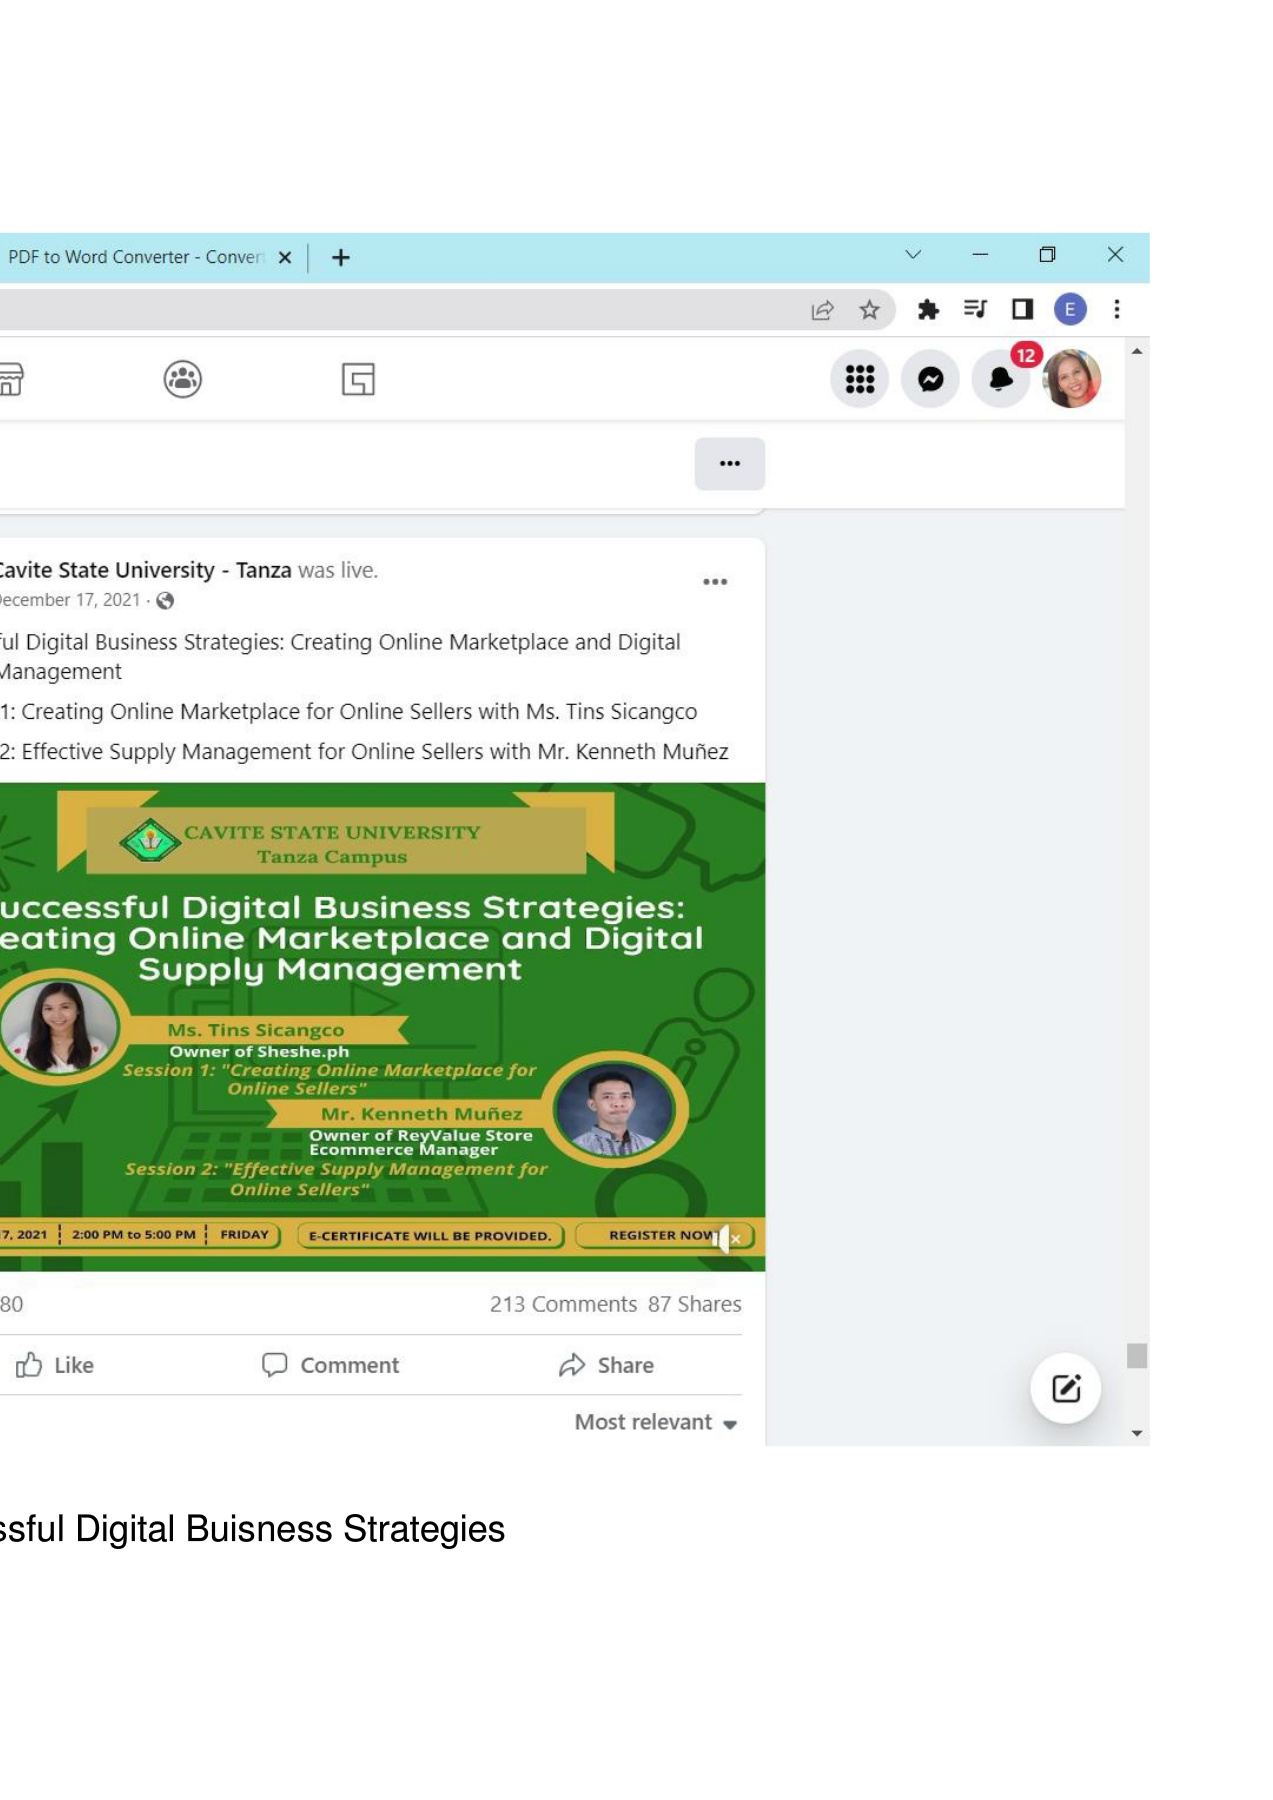 PDF to Word Converter - Conver
E
12
Cavite State University - Tanza was live.
December 17, 2021 ·
ful Digital Business Strategies: Creating Online Marketplace and Digital
Management
1: Creating Online Marketplace for Online Sellers with Ms. Tins Sicangco
2: Effective Supply Management for Online Sellers with Mr. Kenneth Muñez
CAVITE STATE UNIVERSITY
Tanza Campus
uccessful Digital Business Strategies:
eating Online Marketplace and Digital
Supply Management
Ms. Tins Sicangco
Owner of Sheshe.ph
Session 1: "Creating Online Marketplace for
Online Sellers"
Mr. Kenneth Muñez
Owner of ReyValue Store
Ecommerce Manager
Session 2: "Effective Supply Management for
Online Sellers"
7, 2021 2:00 PM to 5:00 PM FRIDAY E-CERTIFICATE WILL BE PROVIDED. REGISTER NOW
80 213 Comments 87 Shares
Like Comment Share
Most relevant
ssful Digital Buisness Strategies